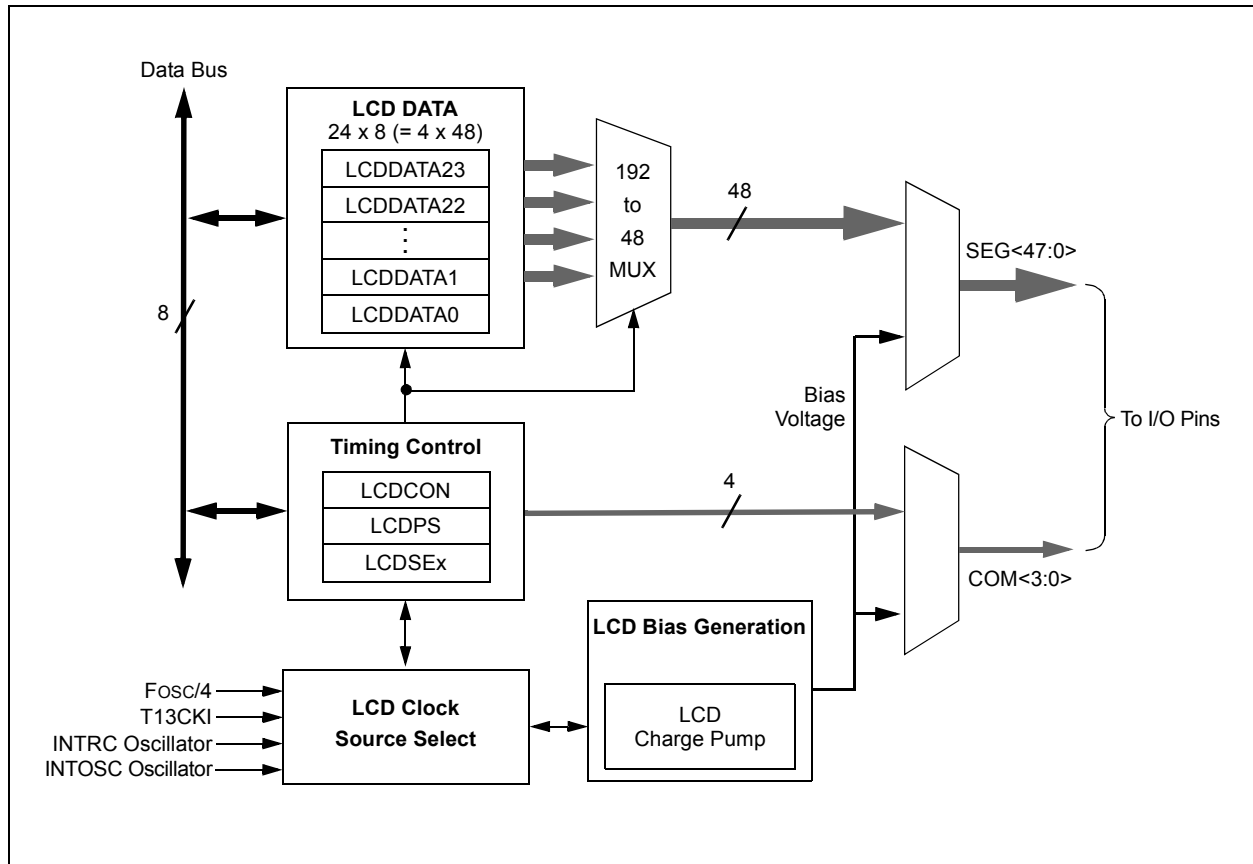 Data Bus
LCD DATA
24 x 8 (= 4 x 48)
LCDDATA23
LCDDATA22
⋮
LCDDATA1
LCDDATA0
192
to
48
MUX
48
SEG<47:0>
8
Bias
Voltage
To I/O Pins
Timing Control
LCDCON
LCDPS
LCDSEx
4
COM<3:0>
LCD Bias Generation
LCD
Charge Pump
FOSC/4
T13CKI
INTRC Oscillator
INTOSC Oscillator
LCD Clock
Source Select